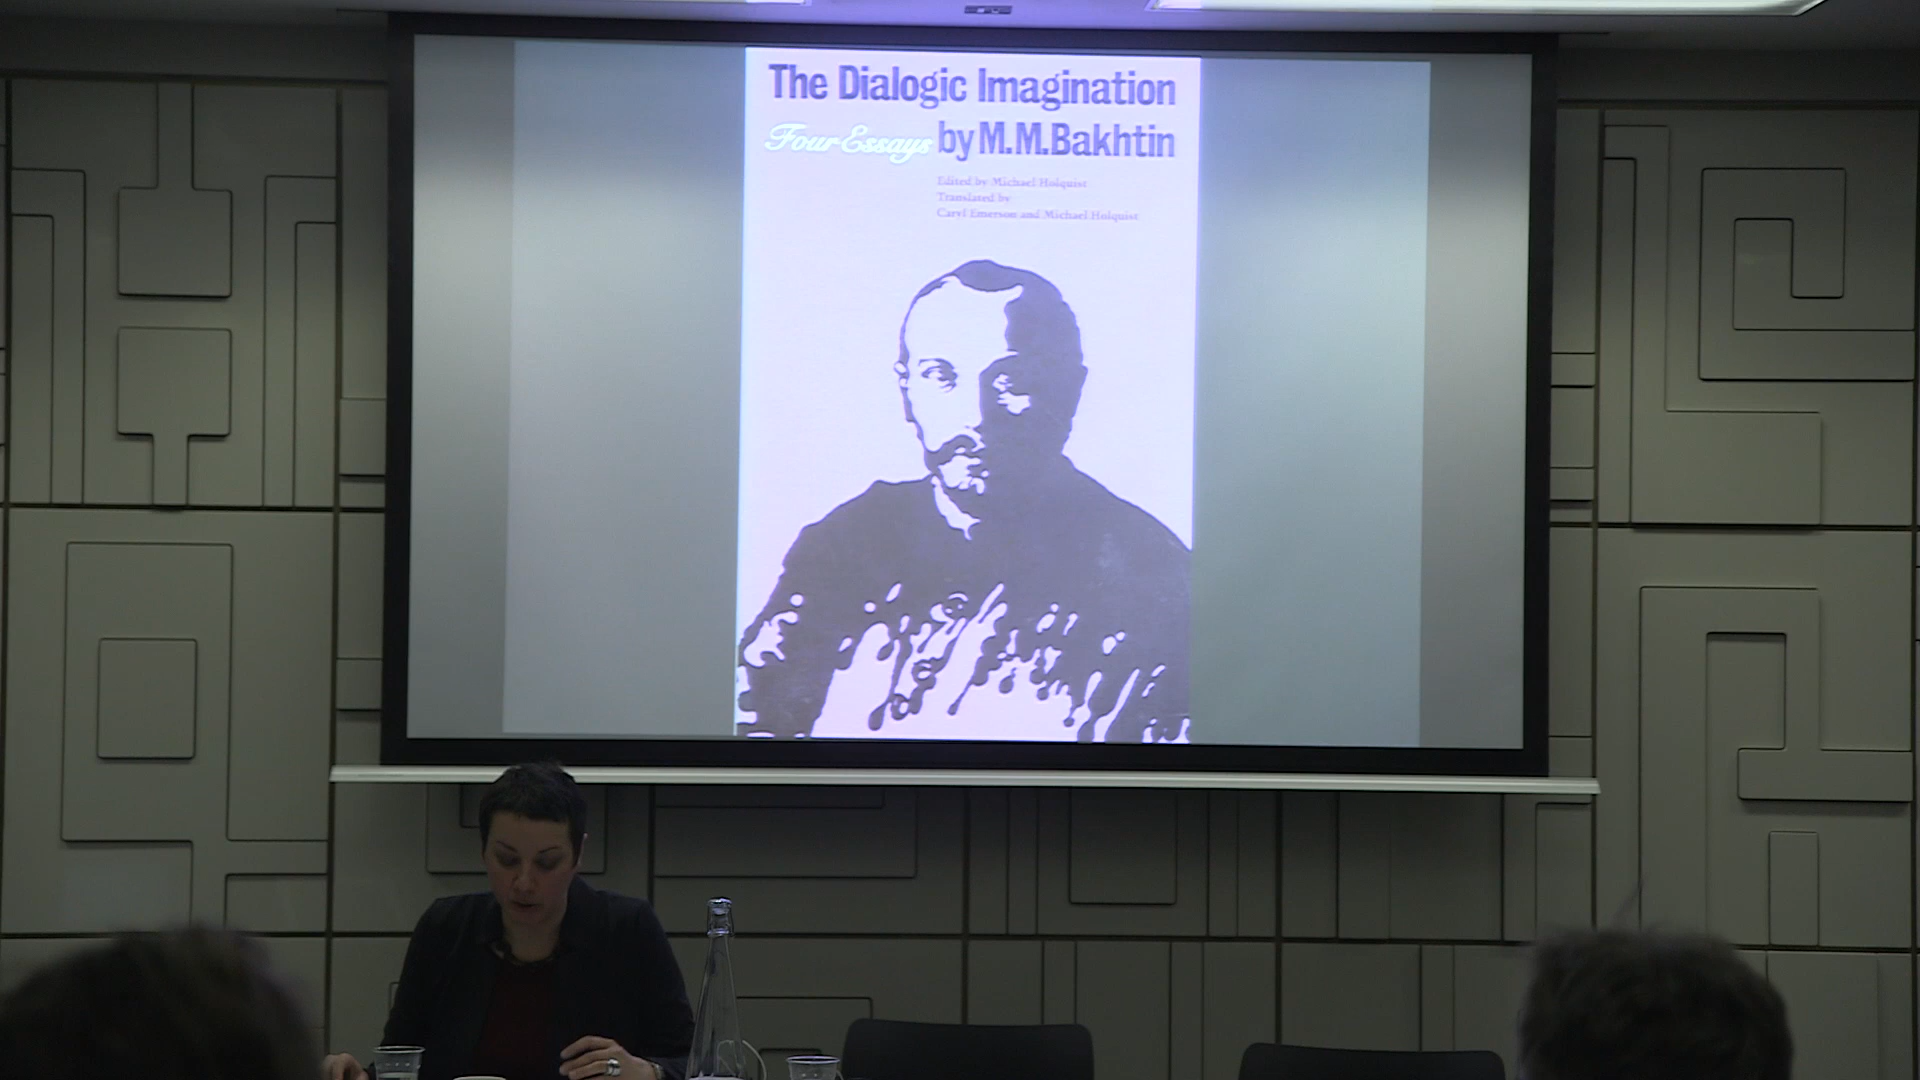 The Dialogic Imagination
Four Essays by M.M.Bakhtin
Edited by Michael Holquist
Translated by
Caryl Emerson and Michael Holquist